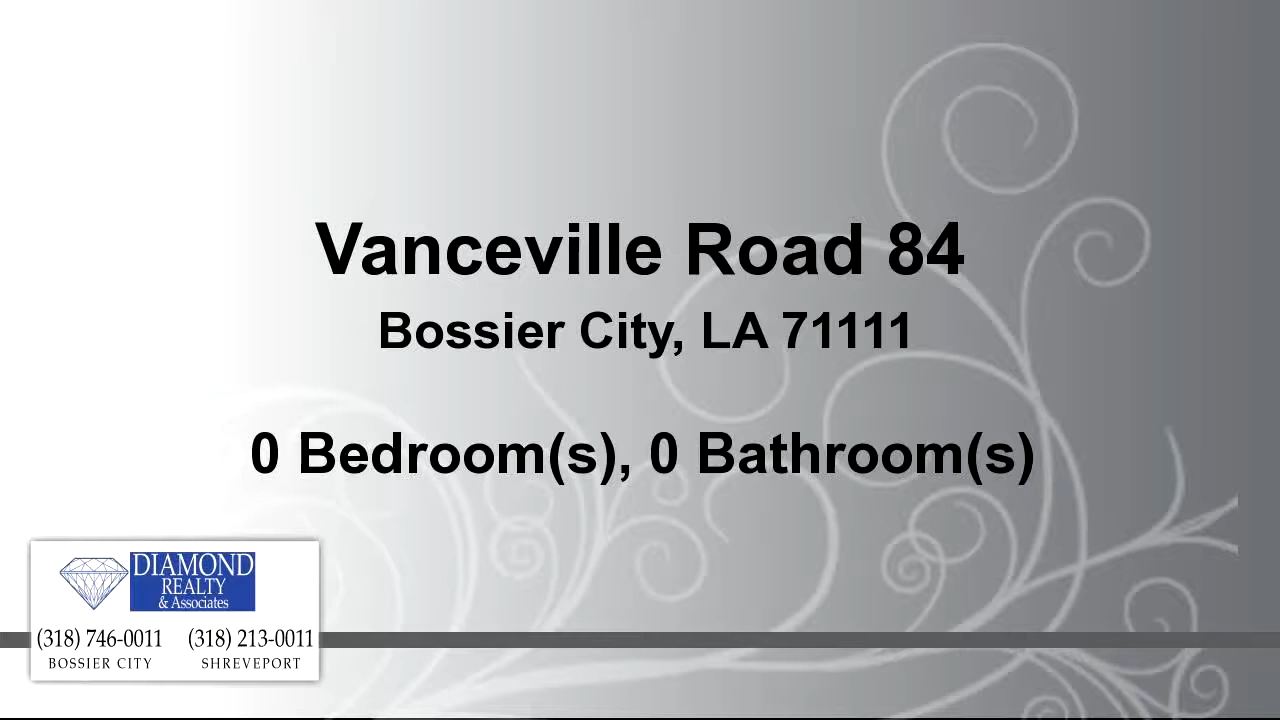 Vanceville Road 84
Bossier City, LA 71111
0 Bedroom(s), 0 Bathroom(s)
DIAMOND
REALTY
& Associates
(318) 746-0011 (318) 213-0011
BOSSIER CITY SHREVEPORT